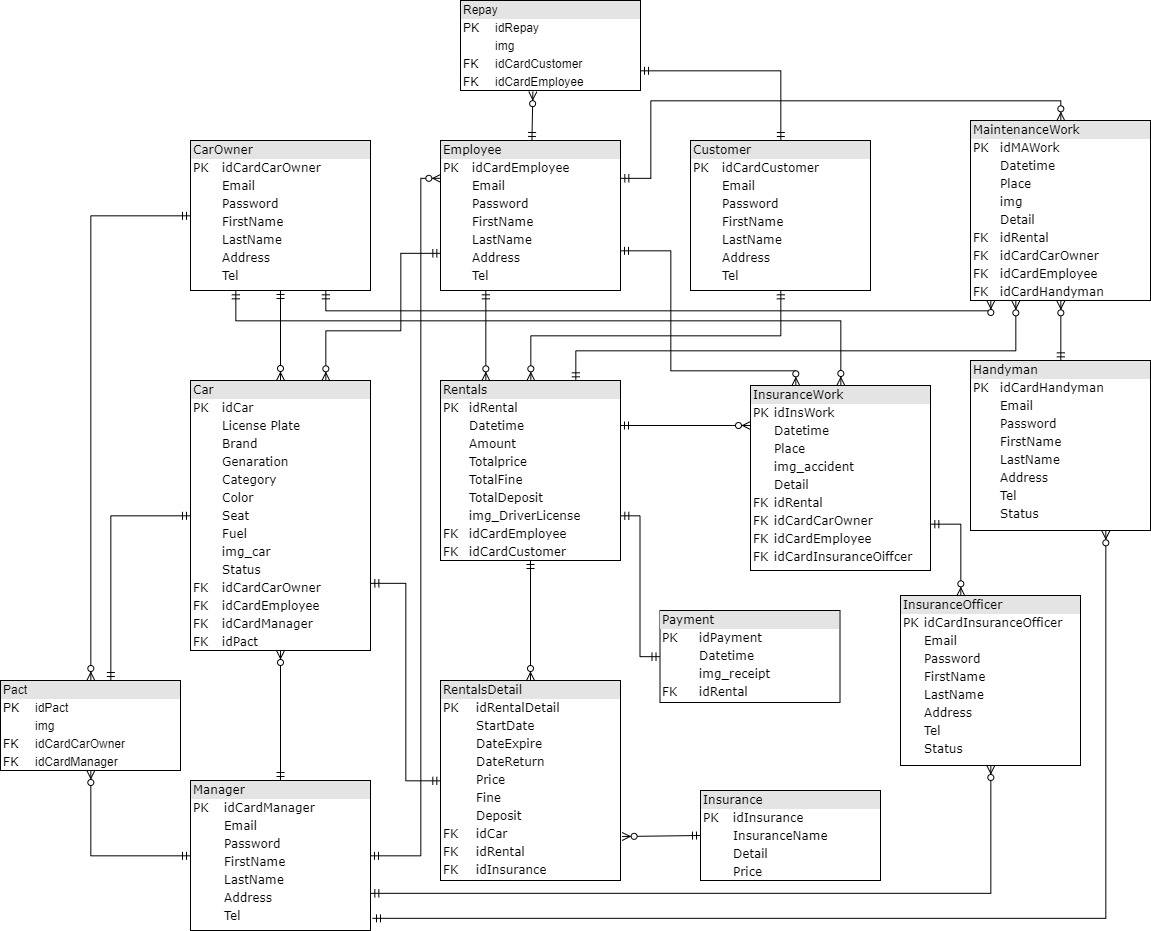 Repay
PK idRepay
img
FK idCardCustomer
FK idCardEmployee
CarOwner
PK idCardCarOwner
Email
Password
FirstName
LastName
Address
Tel
Employee
PK idCardEmployee
Email
Password
FirstName
LastName
Address
Tel
Customer
PK idCardCustomer
Email
Password
FirstName
LastName
Address
Tel
MaintenanceWork
PK idMAWork
Datetime
Place
img
Detail
FK idRental
FK idCardCarOwner
FK idCardEmployee
FK idCardHandyman
Car
PK idCar
License Plate
Brand
Genaration
Category
Color
Seat
Fuel
img_car
Status
FK idCardCarOwner
FK idCardEmployee
FK idCardManager
FK idPact
Rentals
PK idRental
Datetime
Amount
Totalprice
TotalFine
TotalDeposit
img_DriverLicense
FK idCardEmployee
FK idCardCustomer
InsuranceWork
PK idInsWork
Datetime
Place
img_accident
Detail
FK idRental
FK idCardCarOwner
FK idCardEmployee
FK idCardInsuranceOiffcer
Handyman
PK idCardHandyman
Email
Password
FirstName
LastName
Address
Tel
Status
Payment
PK idPayment
Datetime
img_receipt
FK idRental
InsuranceOfficer
PK idCardInsuranceOfficer
Email
Password
FirstName
LastName
Address
Tel
Status
Pact
PK idPact
img
FK idCardCarOwner
FK idCardManager
Manager
PK idCardManager
Email
Password
FirstName
LastName
Address
Tel
RentalsDetail
PK idRentalDetail
StartDate
DateExpire
DateReturn
Price
Fine
Deposit
FK idCar
FK idRental
FK idInsurance
Insurance
PK idInsurance
InsuranceName
Detail
Price